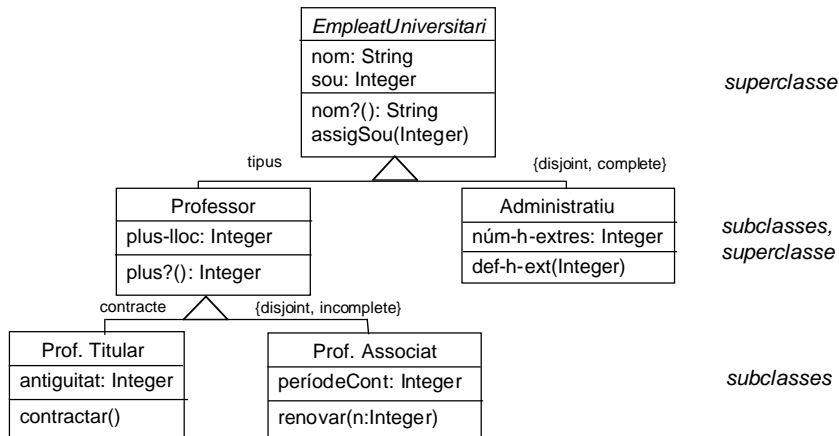 EmpleatUniversitari
nom: String
sou: Integer
superclasse
nom?(): String
assigSou(Integer)
tipus
{disjoint, complete}
Professor
Administratiu
plus-lloc: Integer
núm-h-extres: Integer
subclasses,
superclasse
plus?(): Integer
def-h-ext(Integer)
contracte
{disjoint, incomplete}
Prof. Titular
Prof. Associat
antiguitat: Integer
períodeCont: Integer
subclasses
contractar()
renovar(n:Integer)